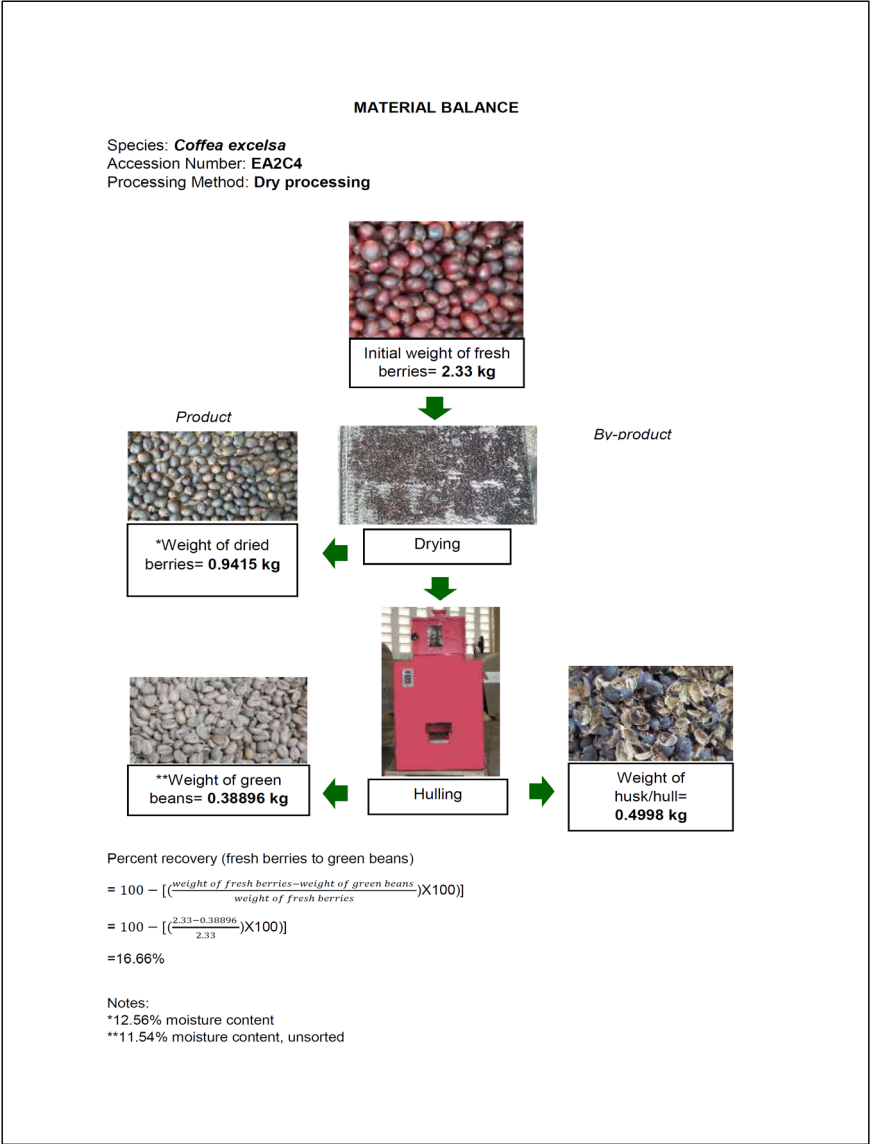 MATERIAL BALANCE
Species: Coffea excelsa
Accession Number: EA2C4
Processing Method: Dry processing
Initial weight of fresh
berries= 2.33 kg
Product
By-product
*Weight of dried
berries= 0.9415 kg
Drying
**Weight of green
beans= 0.38896 kg
Hulling
Weight of
husk/hull=
0.4998 kg
Percent recovery (fresh berries to green beans)
= 100 − [(weight of fresh berries−weight of green beans/weight of fresh berries)X100)]
= 100 − [(2.33−0.38896/2.33)X100)]
=16.66%
Notes:
*12.56% moisture content
**11.54% moisture content, unsorted